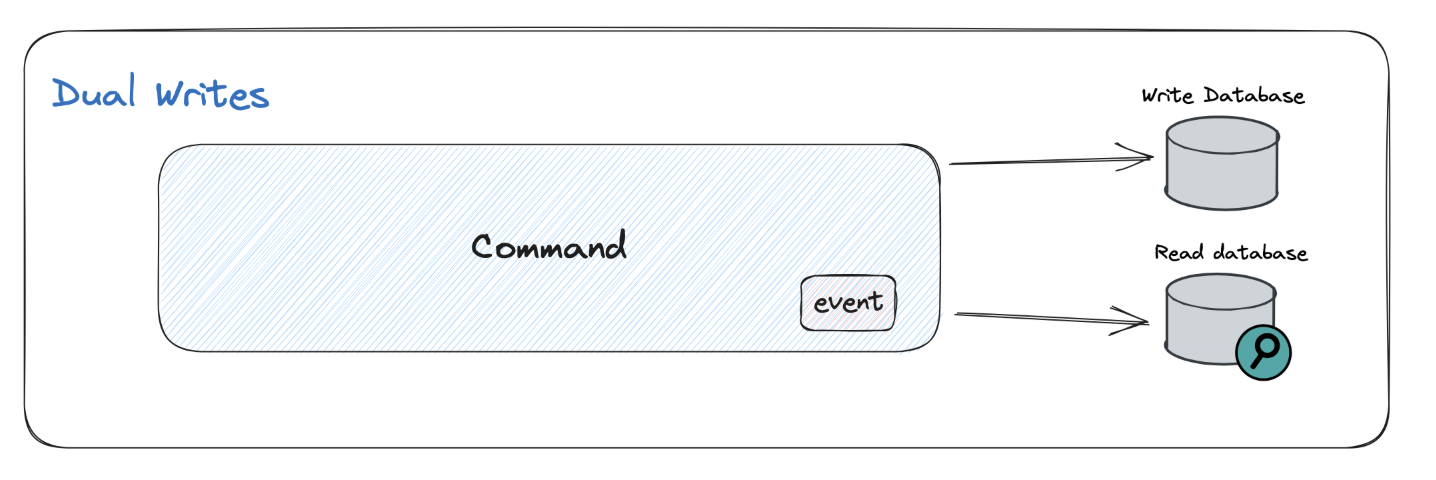 Dual Writes
Write Database
Command
Read database
event